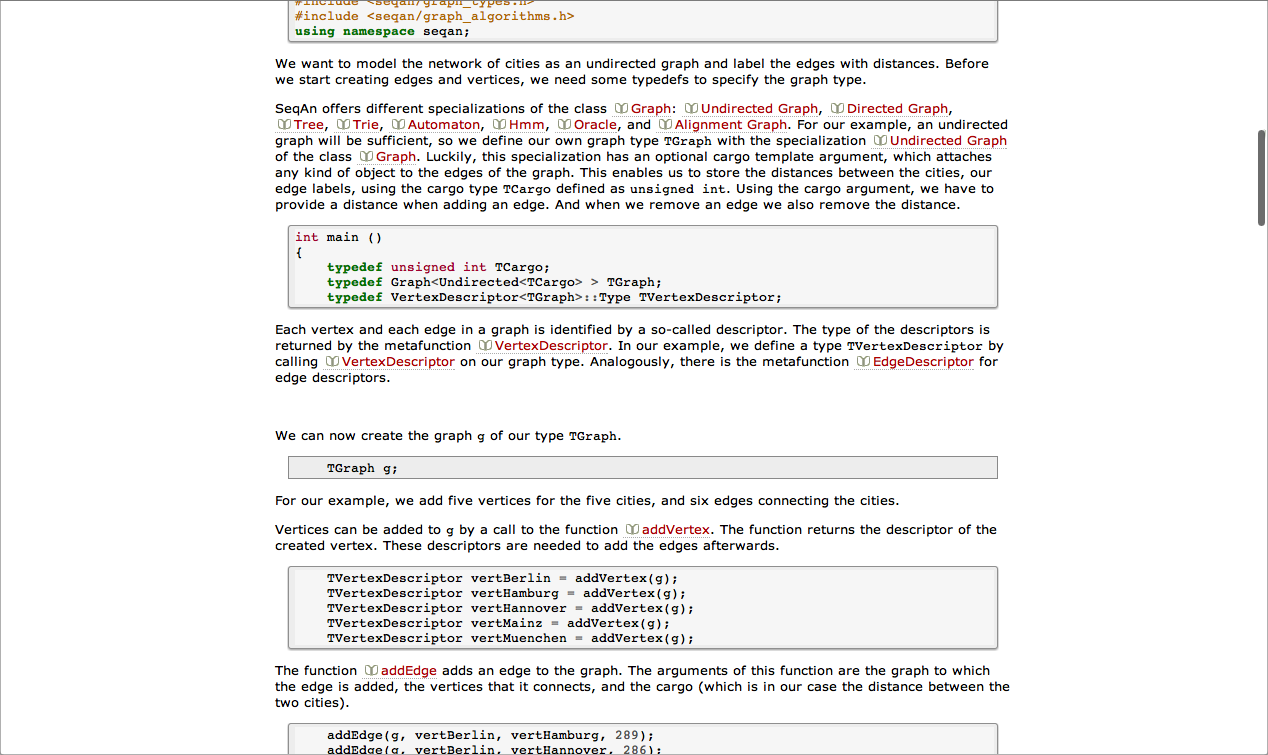 #include <seqan/graph_types.h>
#include <seqan/graph_algorithms.h>
using namespace seqan;
We want to model the network of cities as an undirected graph and label the edges with distances. Before
we start creating edges and vertices, we need some typedefs to specify the graph type.
SeqAn offers different specializations of the class Graph: Undirected Graph, Directed Graph,
Tree, Trie, Automaton, Hmm, Oracle, and Alignment Graph. For our example, an undirected
graph will be sufficient, so we define our own graph type TGraph with the specialization Undirected Graph
of the class Graph. Luckily, this specialization has an optional cargo template argument, which attaches
any kind of object to the edges of the graph. This enables us to store the distances between the cities, our
edge labels, using the cargo type TCargo defined as unsigned int. Using the cargo argument, we have to
provide a distance when adding an edge. And when we remove an edge we also remove the distance.
int main ()
{
    typedef unsigned int TCargo;
    typedef Graph<Undirected<TCargo> > TGraph;
    typedef VertexDescriptor<TGraph>::Type TVertexDescriptor;
Each vertex and each edge in a graph is identified by a so-called descriptor. The type of the descriptors is
returned by the metafunction VertexDescriptor. In our example, we define a type TVertexDescriptor by
calling VertexDescriptor on our graph type. Analogously, there is the metafunction EdgeDescriptor for
edge descriptors.
We can now create the graph g of our type TGraph.
    TGraph g;
For our example, we add five vertices for the five cities, and six edges connecting the cities.
Vertices can be added to g by a call to the function addVertex. The function returns the descriptor of the
created vertex. These descriptors are needed to add the edges afterwards.
    TVertexDescriptor vertBerlin = addVertex(g);
    TVertexDescriptor vertHamburg = addVertex(g);
    TVertexDescriptor vertHannover = addVertex(g);
    TVertexDescriptor vertMainz = addVertex(g);
    TVertexDescriptor vertMuenchen = addVertex(g);
The function addEdge adds an edge to the graph. The arguments of this function are the graph to which
the edge is added, the vertices that it connects, and the cargo (which is in our case the distance between the
two cities).
    addEdge(g, vertBerlin, vertHamburg, 289);
    addEdge(g, vertBerlin, vertHannover, 286);